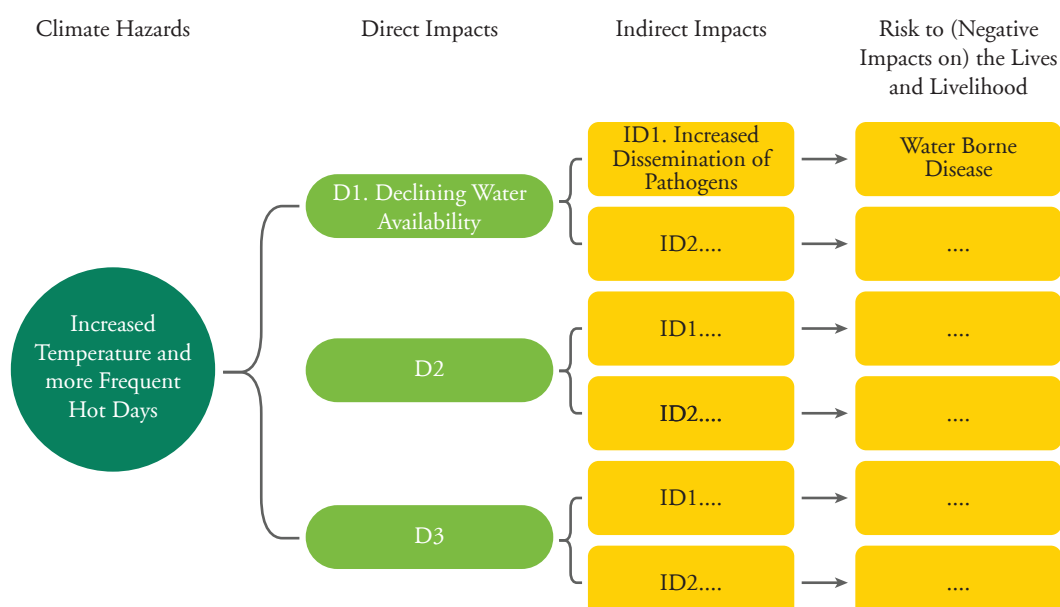 Climate Hazards
Direct Impacts
Indirect Impacts
Risk to (Negative
Impacts on) the Lives
and Livelihood
Increased
Temperature and
more Frequent
Hot Days
D1. Declining Water
Availability
ID1. Increased
Dissemination of
Pathogens
Water Borne
Disease
ID2....
....
D2
ID1....
....
ID2....
....
D3
ID1....
....
ID2....
....